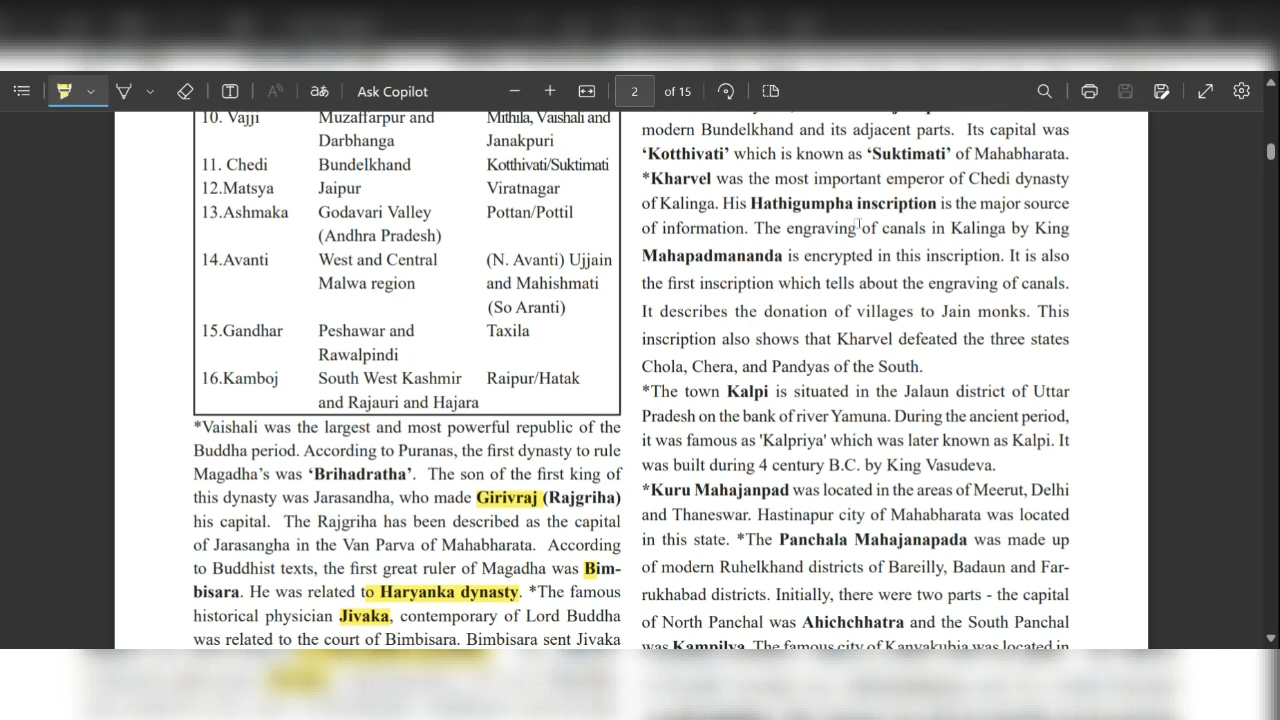 Ask Copilot
2 of 15
10. Vajji Muzaffarpur and Mithila, Vaishali and
Darbhanga Janakpuri
11. Chedi Bundelkhand Kotthivati/Suktimati
12.Matsya Jaipur Viratnagar
13.Ashmaka Godavari Valley Pottan/Pottil
(Andhra Pradesh)
14.Avanti West and Central (N. Avanti) Ujjain
Malwa region and Mahishmati
(So Aranti)
15.Gandhar Peshawar and Taxila
Rawalpindi
16.Kamboj South West Kashmir Raipur/Hatak
and Rajauri and Hajara
*Vaishali was the largest and most powerful republic of the
Buddha period. According to Puranas, the first dynasty to rule
Magadha's was ‘Brihadratha’. The son of the first king of
this dynasty was Jarasandha, who made Girivraj (Rajgriha)
his capital. The Rajgriha has been described as the capital
of Jarasangha in the Van Parva of Mahabharata. According
to Buddhist texts, the first great ruler of Magadha was Bim-
bisara. He was related to Haryanka dynasty. *The famous
historical physician Jivaka, contemporary of Lord Buddha
was related to the court of Bimbisara. Bimbisara sent Jivaka
modern Bundelkhand and its adjacent parts. Its capital was
‘Kotthivati’ which is known as ‘Suktimati’ of Mahabharata.
*Kharvel was the most important emperor of Chedi dynasty
of Kalinga. His Hathigumpha inscription is the major source
of information. The engraving of canals in Kalinga by King
Mahapadmananda is encrypted in this inscription. It is also
the first inscription which tells about the engraving of canals.
It describes the donation of villages to Jain monks. This
inscription also shows that Kharvel defeated the three states
Chola, Chera, and Pandyas of the South.
*The town Kalpi is situated in the Jalaun district of Uttar
Pradesh on the bank of river Yamuna. During the ancient period,
it was famous as 'Kalpriya' which was later known as Kalpi. It
was built during 4 century B.C. by King Vasudeva.
*Kuru Mahajanpad was located in the areas of Meerut, Delhi
and Thaneswar. Hastinapur city of Mahabharata was located
in this state. *The Panchala Mahajanapada was made up
of modern Ruhelkhand districts of Bareilly, Badaun and Far-
rukhabad districts. Initially, there were two parts - the capital
of North Panchal was Ahichchhatra and the South Panchal
was Kampilya. The famous city of Kanyakubja was located in